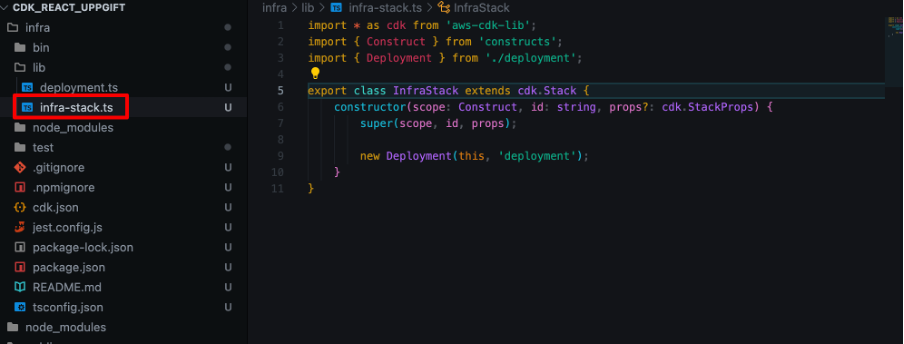 CDK_REACT_UPPGIFT
infra
bin
lib
TS deployment.ts U
TS infra-stack.ts U
node_modules
test
.gitignore U
.npmignore U
cdk.json U
jest.config.js U
package-lock.json U
package.json U
README.md U
tsconfig.json U
node_modules
infra > lib > TS infra-stack.ts > InfraStack
1 import * as cdk from 'aws-cdk-lib';
2 import { Construct } from 'constructs';
3 import { Deployment } from './deployment';
4
5 export class InfraStack extends cdk.Stack {
6 constructor(scope: Construct, id: string, props?: cdk.StackProps) {
7 super(scope, id, props);
8
9 new Deployment(this, 'deployment');
10 }
11 }